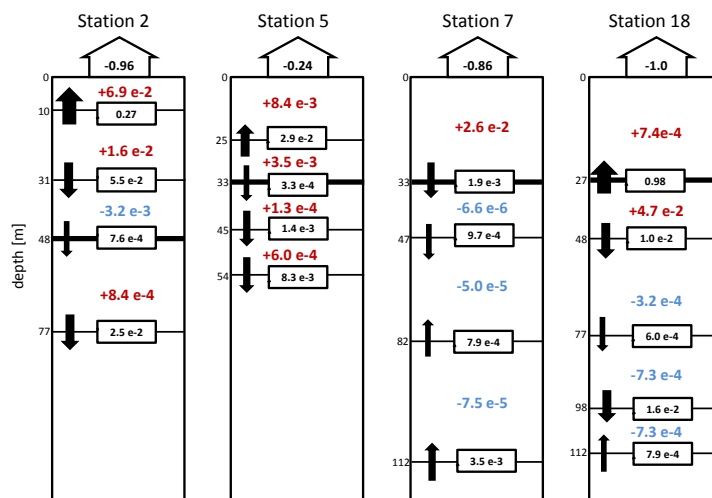 Station 2
Station 5
Station 7
Station 18
-0.96
-0.24
-0.86
-1.0
depth [m]
0
+6.9 e-2
10
0.27
+1.6 e-2
31
5.5 e-2
-3.2 e-3
48
7.6 e-4
+8.4 e-4
77
2.5 e-2
0
+8.4 e-3
25
2.9 e-2
+3.5 e-3
33
3.3 e-4
+1.3 e-4
45
1.4 e-3
+6.0 e-4
54
8.3 e-3
0
+2.6 e-2
33
1.9 e-3
-6.6 e-6
47
9.7 e-4
-5.0 e-5
82
7.9 e-4
-7.5 e-5
112
3.5 e-3
0
+7.4e-4
27
0.98
+4.7 e-2
48
1.0 e-2
-3.2 e-4
77
6.0 e-4
-7.3 e-4
98
1.6 e-2
-7.3 e-4
112
7.9 e-4